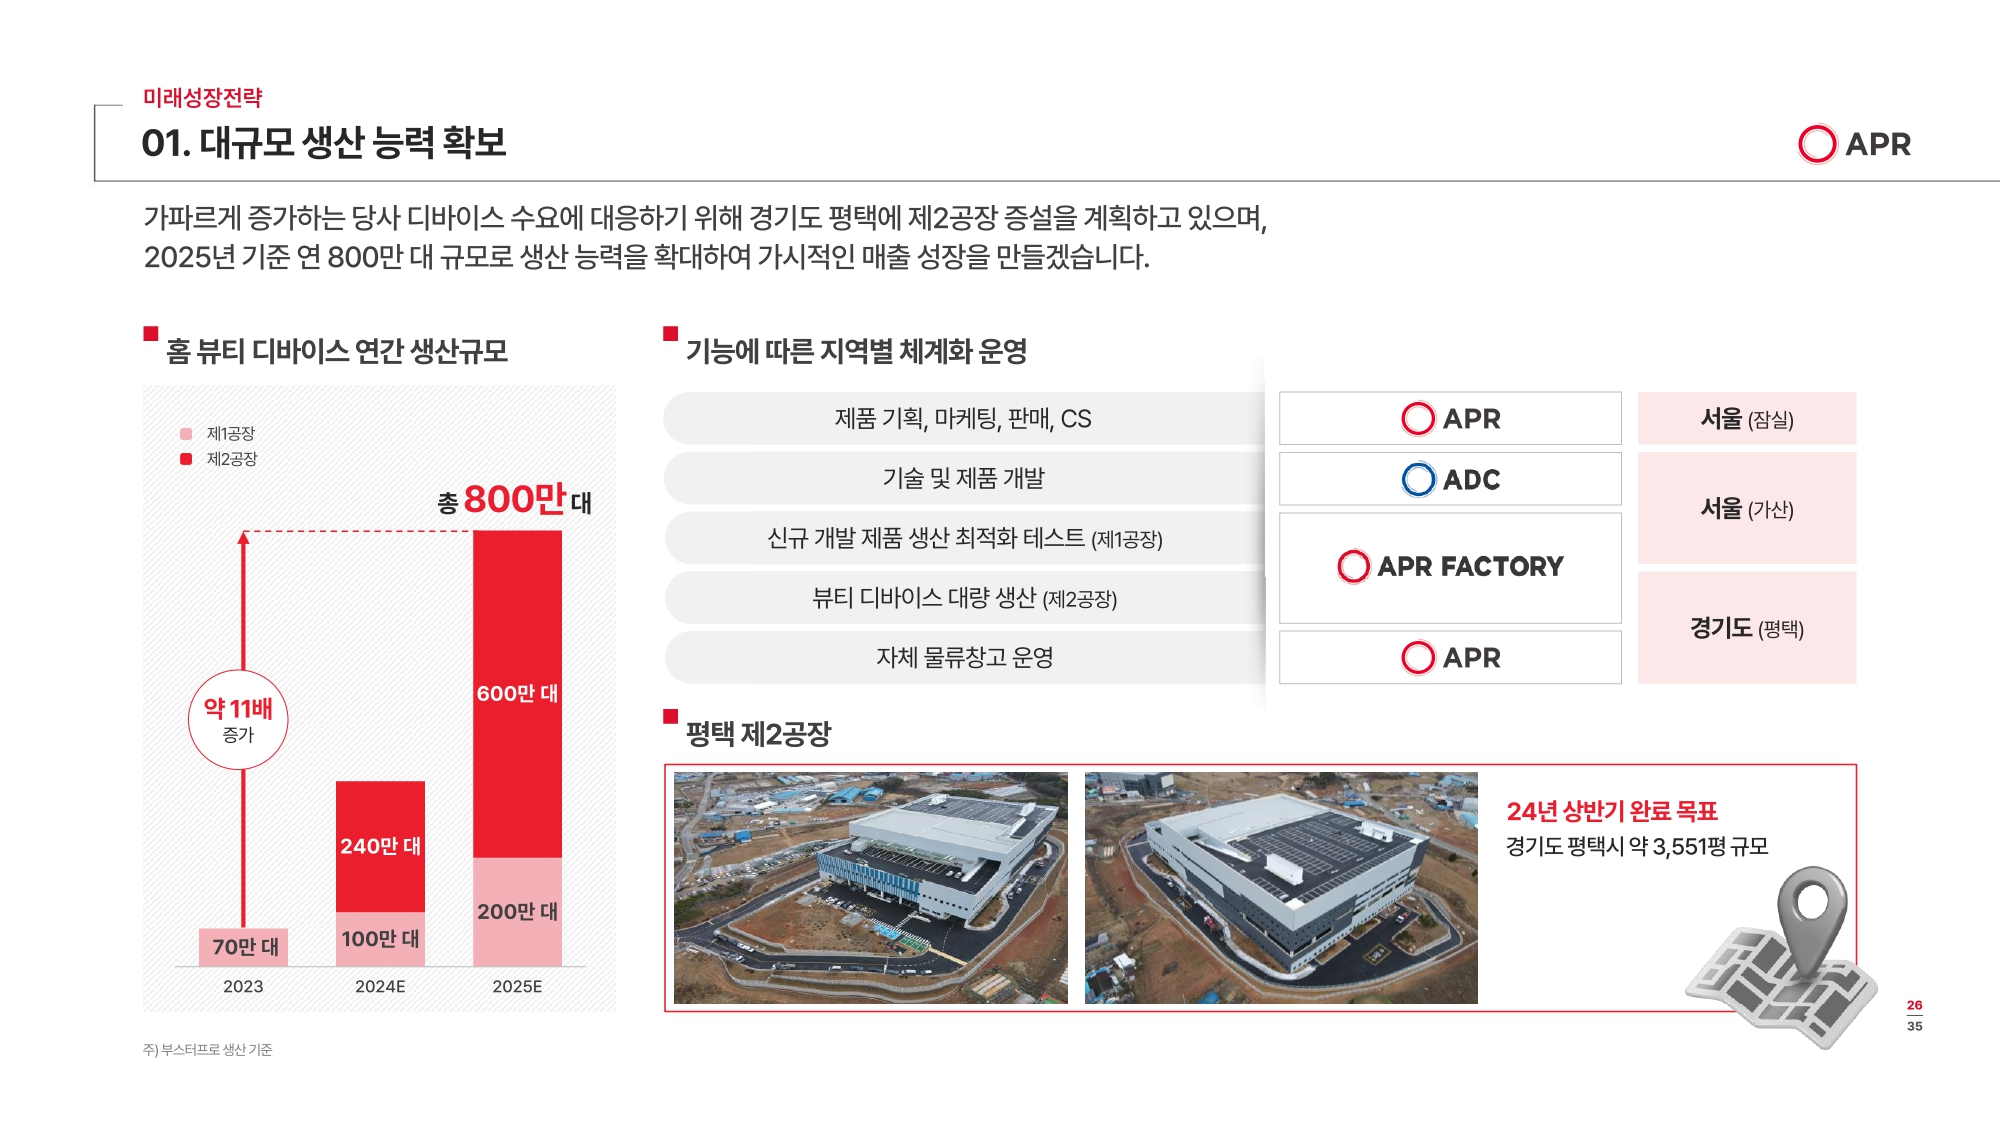 미래성장전략
01. 대규모 생산 능력 확보
APR
가파르게 증가하는 당사 디바이스 수요에 대응하기 위해 경기도 평택에 제2공장 증설을 계획하고 있으며,
2025년 기준 연 800만 대 규모로 생산 능력을 확대하여 가시적인 매출 성장을 만들겠습니다.
홈 뷰티 디바이스 연간 생산규모
제1공장
제2공장
총 800만 대
약 11배
증가
600만 대
240만 대
200만 대
70만 대
100만 대
2023
2024E
2025E
주) 부스터프로 생산 기준
기능에 따른 지역별 체계화 운영
제품 기획, 마케팅, 판매, CS
APR
서울 (잠실)
기술 및 제품 개발
ADC
서울 (가산)
신규 개발 제품 생산 최적화 테스트 (제1공장)
APR FACTORY
뷰티 디바이스 대량 생산 (제2공장)
경기도 (평택)
자체 물류창고 운영
APR
평택 제2공장
24년 상반기 완료 목표
경기도 평택시 약 3,551평 규모
26
35